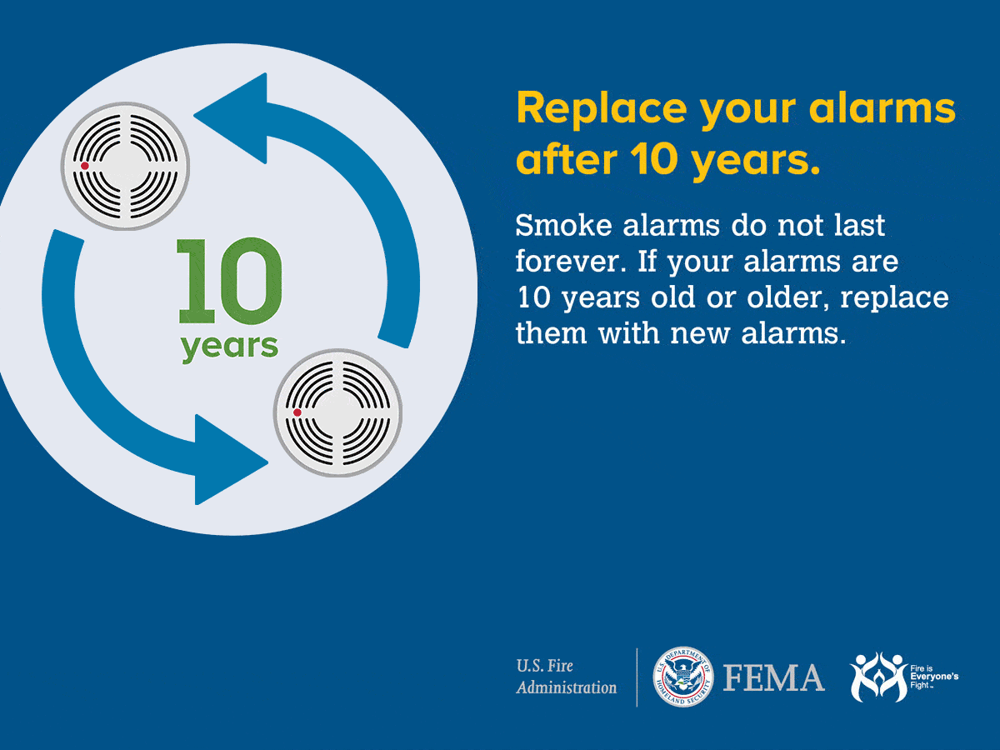 10
years
Replace your alarms
after 10 years.
Smoke alarms do not last
forever. If your alarms are
10 years old or older, replace
them with new alarms.
U.S. Fire
Administration
U.S. DEPARTMENT OF
HOMELAND SECURITY
FEMA
Fire is
Everyone's
Fight™